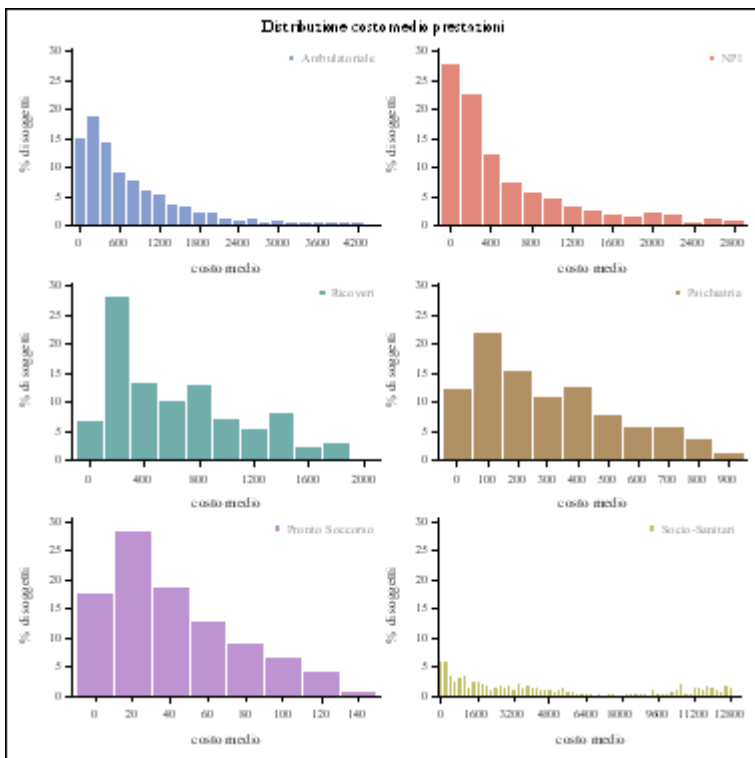 Distribuzione costo medio prestazioni
30
25
20
15
10
5
0
% di soggetti
Ambulatoriale
0 600 1200 1800 2400 3000 3600 4200
costo medio
30
25
20
15
10
5
0
% di soggetti
NPI
0 400 800 1200 1600 2000 2400 2800
costo medio
30
25
20
15
10
5
0
% di soggetti
Ricoveri
0 400 800 1200 1600 2000
costo medio
30
25
20
15
10
5
0
% di soggetti
Psichiatria
0 100 200 300 400 500 600 700 800 900
costo medio
30
25
20
15
10
5
0
% di soggetti
Pronto Soccorso
0 20 40 60 80 100 120 140
costo medio
30
25
20
15
10
5
0
% di soggetti
Socio-Sanitari
0 1600 3200 4800 6400 8000 9600 11200 12800
costo medio